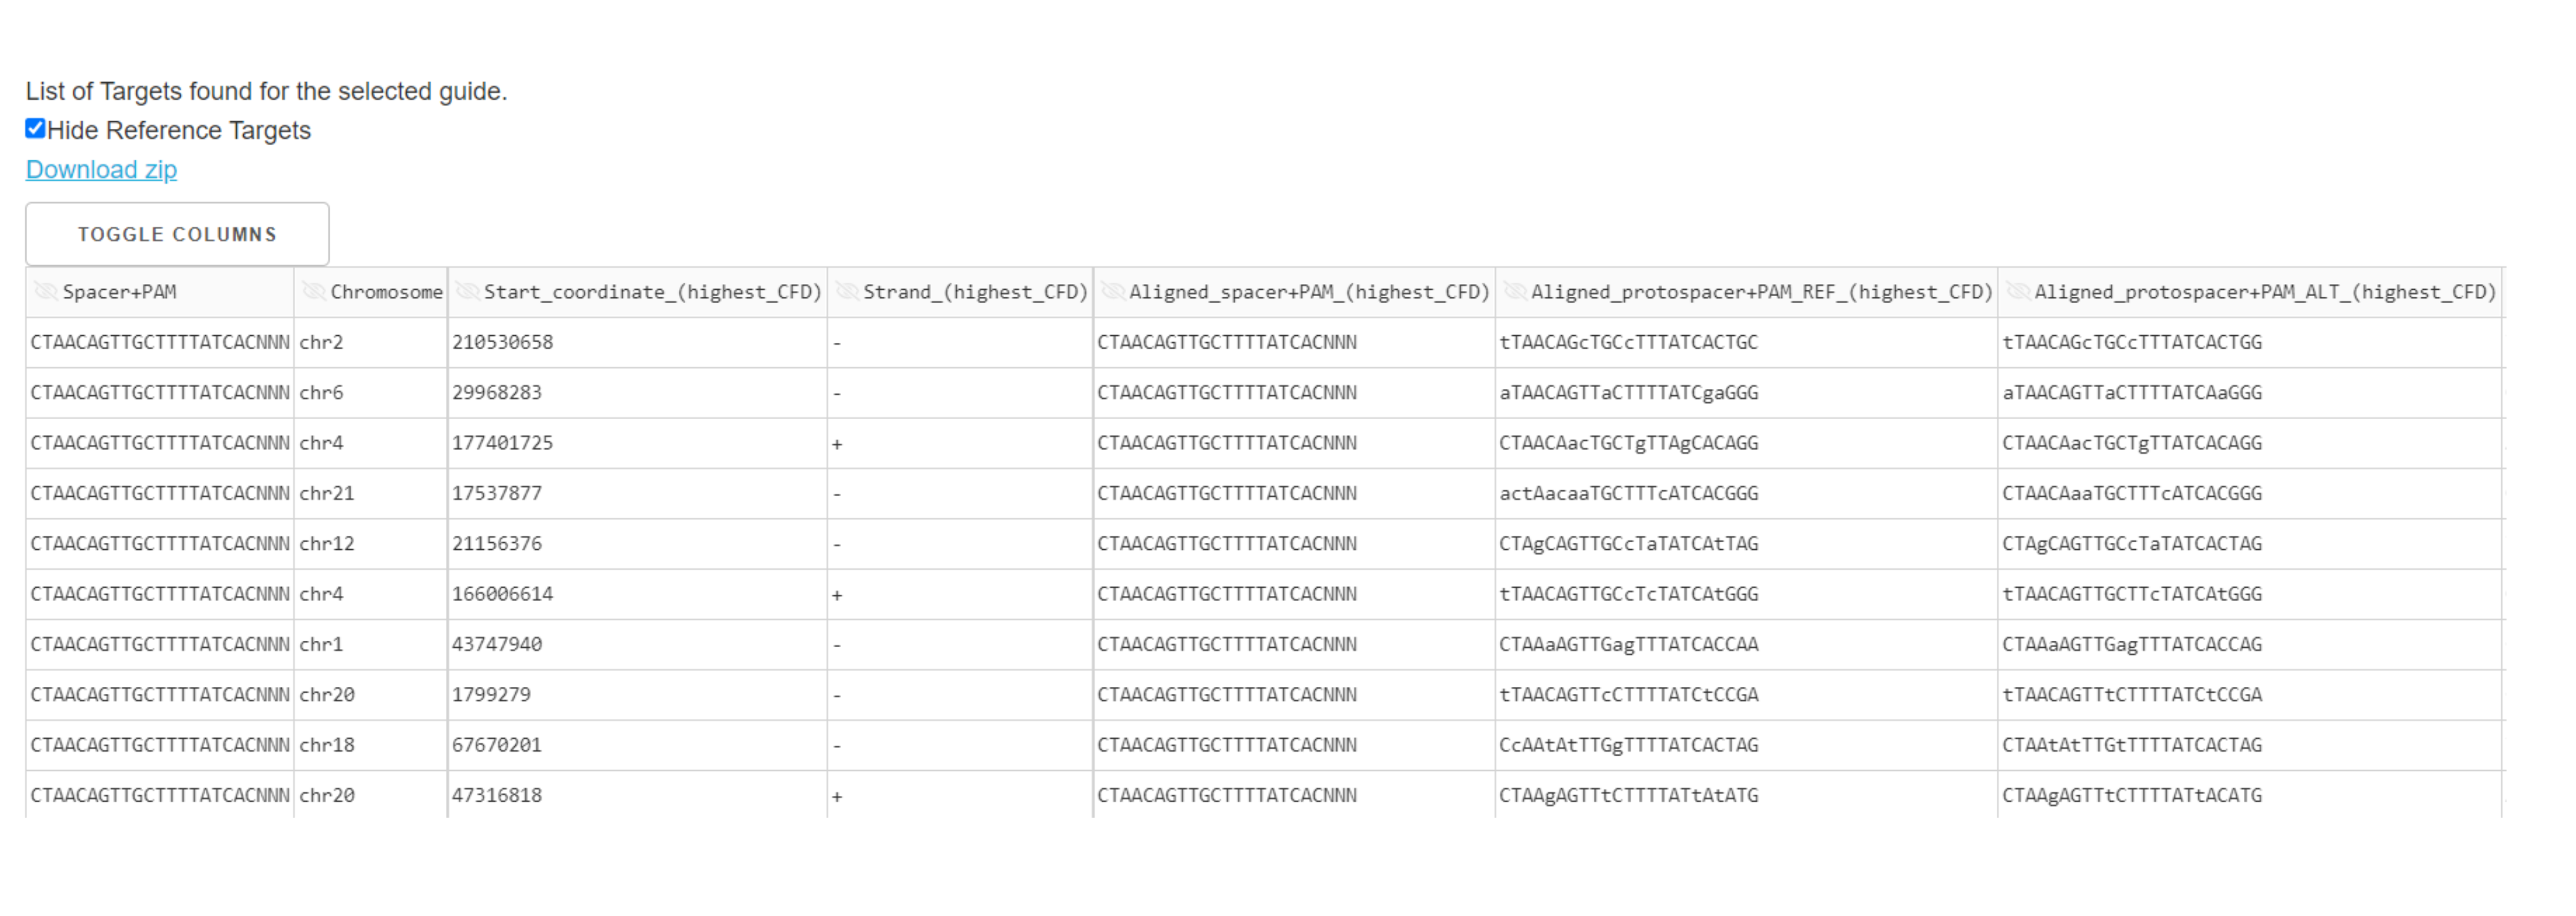 List of Targets found for the selected guide.
Hide Reference Targets
Download zip
TOGGLE COLUMNS
Spacer+PAM Chromosome Start_coordinate_(highest_CFD) Strand_(highest_CFD) Aligned_spacer+PAM_(highest_CFD) Aligned_protospacer+PAM_REF_(highest_CFD) Aligned_protospacer+PAM_ALT_(highest_CFD)
CTAACAGTTGCTTTTATCACNNN chr2 210530658 - CTAACAGTTGCTTTTATCACNNN tTAACAGcTGCcTTTATCACTGC tTAACAGcTGCcTTTATCACTGG
CTAACAGTTGCTTTTATCACNNN chr6 29968283 - CTAACAGTTGCTTTTATCACNNN aTAACAGTTaCTTTTATCgaGGG aTAACAGTTaCTTTTATCAaGGG
CTAACAGTTGCTTTTATCACNNN chr4 177401725 + CTAACAGTTGCTTTTATCACNNN CTAACAacTGCTgTTAgCACAGG CTAACAacTGCTgTTATCACAGG
CTAACAGTTGCTTTTATCACNNN chr21 17537877 - CTAACAGTTGCTTTTATCACNNN actAacaaTGCTTTcATCACGGG CTAACAaaTGCTTTcATCACGGG
CTAACAGTTGCTTTTATCACNNN chr12 21156376 - CTAACAGTTGCTTTTATCACNNN CTAgCAGTTGCcTaTATCAtTAG CTAgCAGTTGCcTaTATCACTAG
CTAACAGTTGCTTTTATCACNNN chr4 166006614 + CTAACAGTTGCTTTTATCACNNN tTAACAGTTGCcTcTATCAtGGG tTAACAGTTGCTTcTATCAtGGG
CTAACAGTTGCTTTTATCACNNN chr1 43747940 - CTAACAGTTGCTTTTATCACNNN CTAAaAGTTGagTTTATCACCAA CTAAaAGTTGagTTTATCACCAG
CTAACAGTTGCTTTTATCACNNN chr20 1799279 - CTAACAGTTGCTTTTATCACNNN tTAACAGTTcCTTTTATCtCCGA tTAACAGTTtCTTTTATCtCCGA
CTAACAGTTGCTTTTATCACNNN chr18 67670201 - CTAACAGTTGCTTTTATCACNNN CcAAtAtTTGgTTTTATCACTAG CTAAtAtTTGtTTTTATCACTAG
CTAACAGTTGCTTTTATCACNNN chr20 47316818 + CTAACAGTTGCTTTTATCACNNN CTAAgAGTTtCTTTTATtAtATG CTAAgAGTTtCTTTTATtACATG